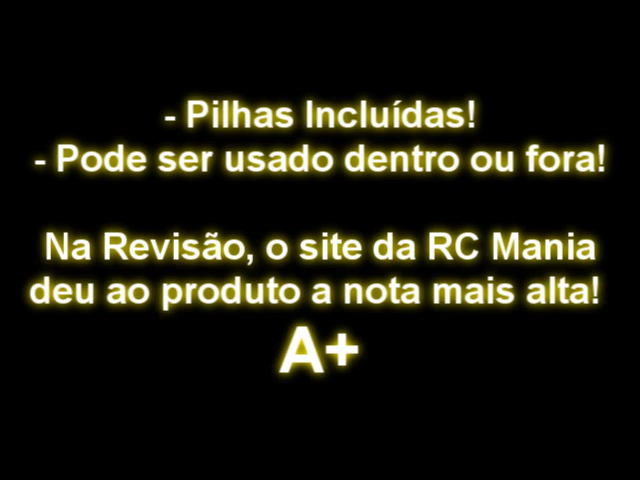 - Pilhas Incluídas!
- Pode ser usado dentro ou fora!
Na Revisão, o site da RC Mania
deu ao produto a nota mais alta!
A+